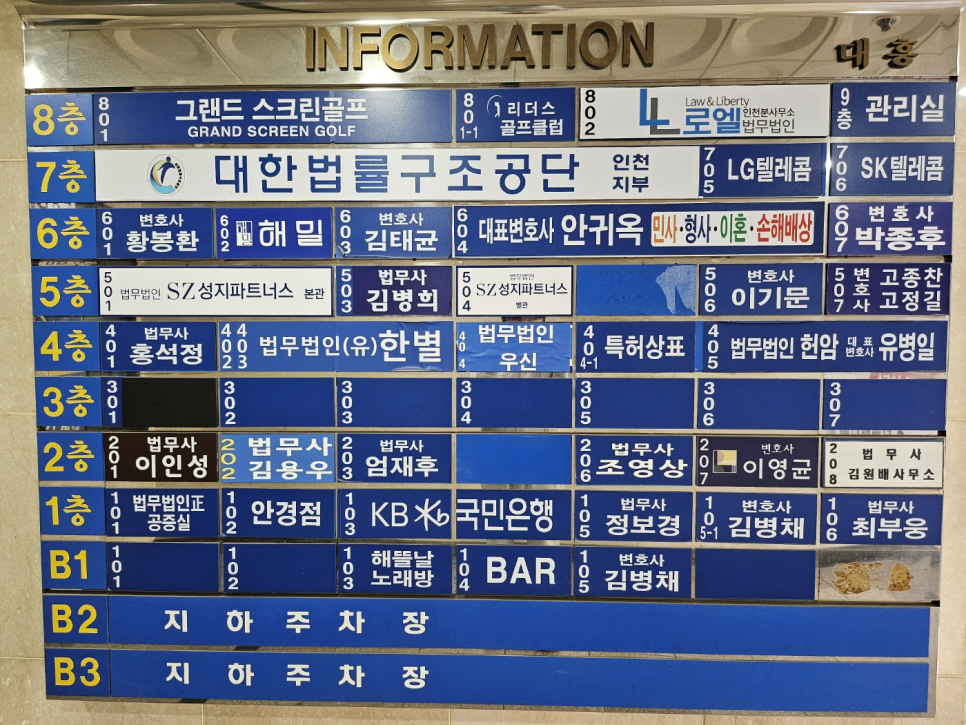 INFORMATION
대흥
8층
801
그랜드 스크린골프
GRAND SCREEN GOLF
801-1
리더스
골프클럽
802
Law & Liberty
로엘
인천분사무소
법무법인
9층
관리실
7층
대한법률구조공단
인천
지부
705
LG텔레콤
706
SK텔레콤
6층
601
변호사
황봉환
602
해밀
해밀
603
변호사
김태균
604
대표변호사 안귀옥
민사·형사·이혼·손해배상
607
변호사
박종후
5층
501
법무법인 SZ성지파트너스 본관
503
법무사
김병희
504
법무법인
SZ성지파트너스
별관
506
변호사
이기문
507
변호사
고종찬
고정길
4층
401
법무사
홍석정
402
403
법무법인(유)한별
404
법무법인
우신
404-1
특허상표
405
법무법인 헌암
대표
변호사
유병일
3층
301
302
303
304
305
306
307
2층
201
법무사
이인성
202
법무사
김용우
203
법무사
엄재후
206
법무사
조영상
207
변호사
이영균
208
법무사
김원배사무소
1층
101
법무법인正
공증실
102
안경점
103
KB 국민은행
105
법무사
정보경
105-1
변호사
김병채
106
법무사
최부웅
B1
101
102
103
해뜰날
노래방
104
BAR
105
변호사
김병채
B2
지하주차장
B3
지하주차장